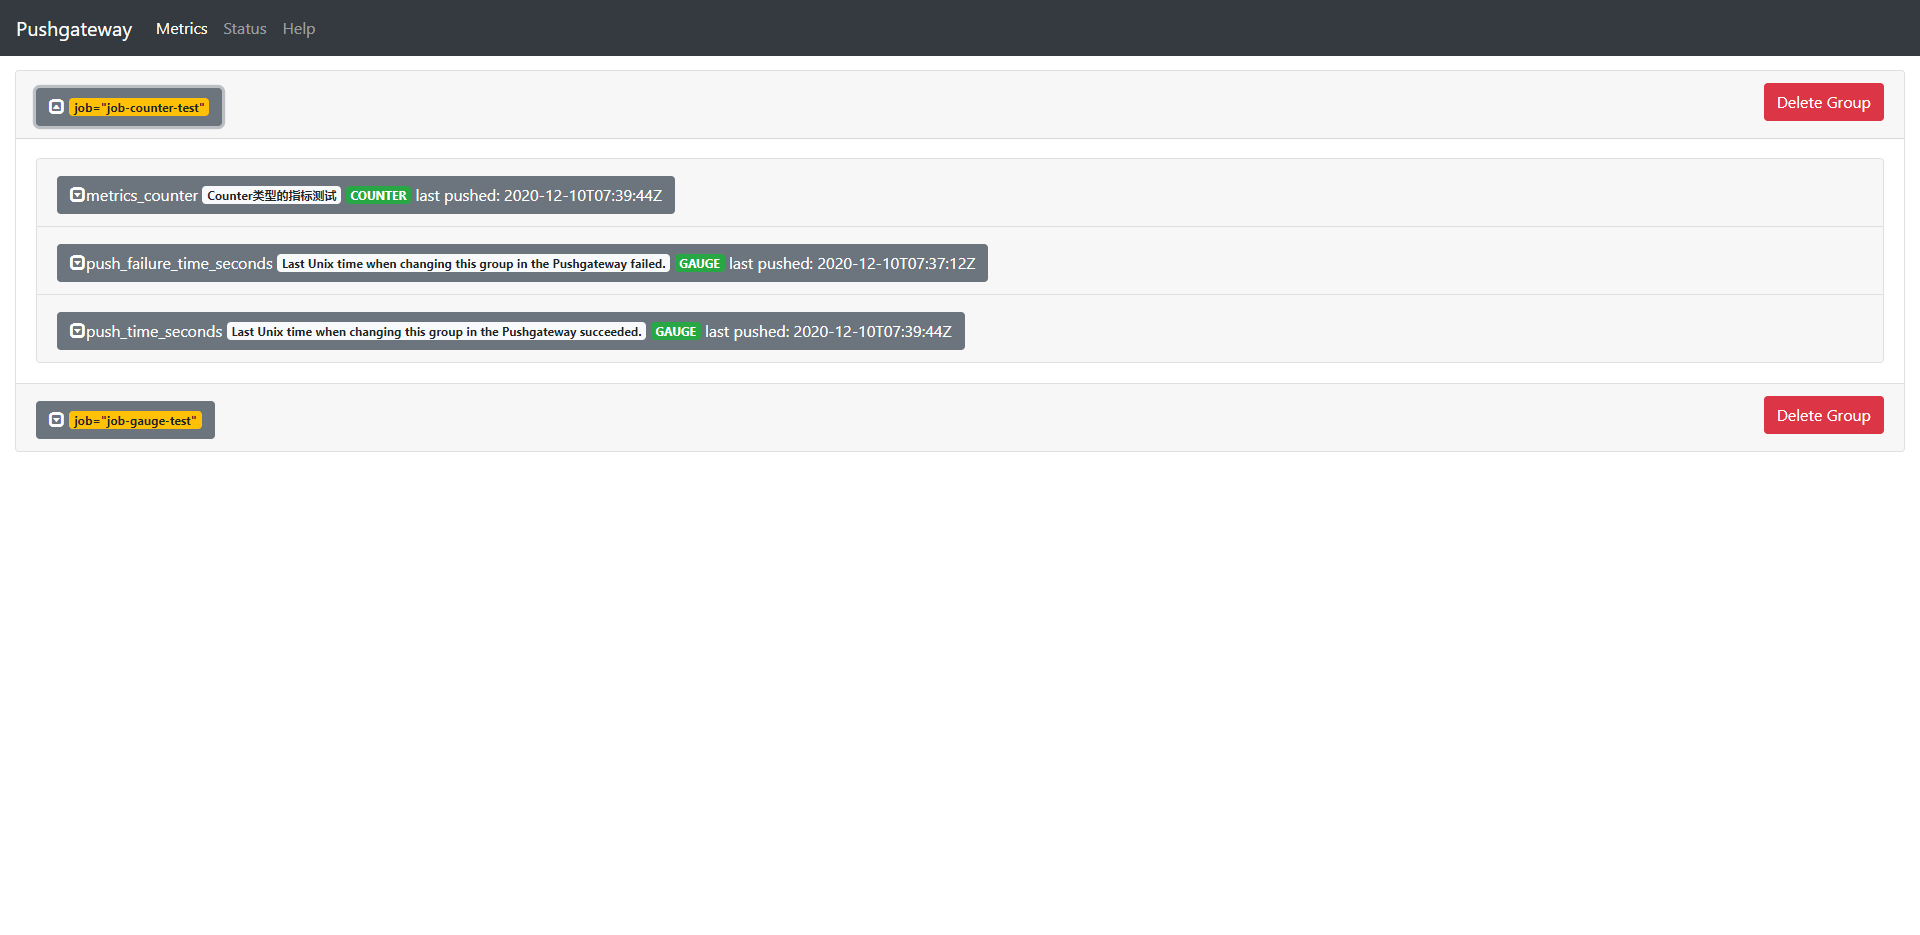 Pushgateway Metrics Status Help
job="job-counter-test" Delete Group
metrics_counter Counter类型的指标测试 COUNTER last pushed: 2020-12-10T07:39:44Z
push_failure_time_seconds Last Unix time when changing this group in the Pushgateway failed. GAUGE last pushed: 2020-12-10T07:37:12Z
push_time_seconds Last Unix time when changing this group in the Pushgateway succeeded. GAUGE last pushed: 2020-12-10T07:39:44Z
job="job-gauge-test" Delete Group